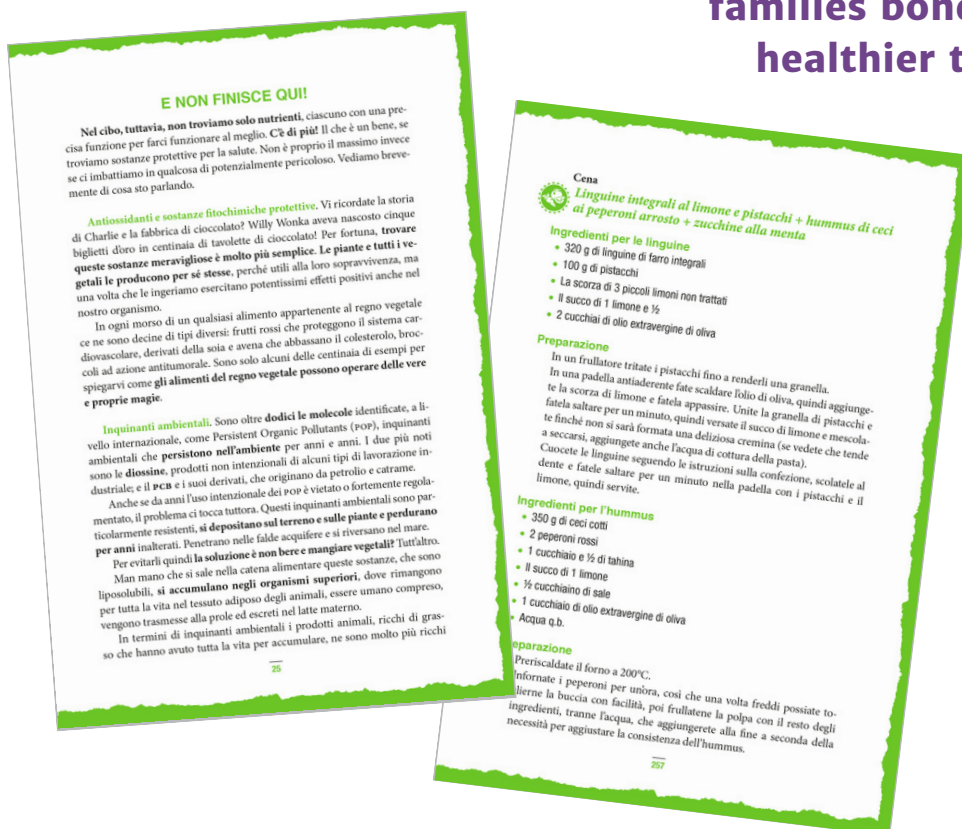 families bond
healthier t
E NON FINISCE QUI!
Nel cibo, tuttavia, non troviamo solo nutrienti, ciascuno con una pre-
cisa funzione per farci funzionare al meglio. C'è di più! Il che è un bene, se
troviamo sostanze protettive per la salute. Non è proprio il massimo invece
se ci imbattiamo in qualcosa di potenzialmente pericoloso. Vediamo breve-
mente di cosa sto parlando.
Antiossidanti e sostanze fitochimiche protettive. Vi ricordate la storia
di Charlie e la fabbrica di cioccolato? Willy Wonka aveva nascosto cinque
biglietti d'oro in centinaia di tavolette di cioccolato! Per fortuna, trovare
queste sostanze meravigliose è molto più semplice. Le piante e tutti i ve-
getali le producono per sé stesse, perché utili alla loro sopravvivenza, ma
una volta che le ingeriamo esercitano potentissimi effetti positivi anche nel
nostro organismo.
In ogni morso di un qualsiasi alimento appartenente al regno vegetale
ce ne sono decine di tipi diversi: frutti rossi che proteggono il sistema car-
diovascolare, derivati della soia e avena che abbassano il colesterolo, broc-
coli ad azione antitumorale. Sono solo alcuni delle centinaia di esempi per
spiegarvi come gli alimenti del regno vegetale possono operare delle vere
e proprie magie.
Inquinanti ambientali. Sono oltre dodici le molecole identificate, a li-
vello internazionale, come Persistent Organic Pollutants (POP), inquinanti
ambientali che persistono nell'ambiente per anni e anni. I due più noti
sono le diossine, prodotti non intenzionali di alcuni tipi di lavorazione in-
dustriale; e il PCB e i suoi derivati, che originano da petrolio e catrame.
Anche se da anni l'uso intenzionale dei POP è vietato o fortemente regola-
mentato, il problema ci tocca tuttora. Questi inquinanti ambientali sono par-
ticolarmente resistenti, si depositano sul terreno e sulle piante e perdurano
per anni inalterati. Penetrano nelle falde acquifere e si riversano nel mare.
Per evitarli quindi la soluzione è non bere e mangiare vegetali? Tutt'altro.
Man mano che si sale nella catena alimentare queste sostanze, che sono
liposolubili, si accumulano negli organismi superiori, dove rimangono
per tutta la vita nel tessuto adiposo degli animali, essere umano compreso,
vengono trasmesse alla prole ed escreti nel latte materno.
In termini di inquinanti ambientali i prodotti animali, ricchi di gras-
so che hanno avuto tutta la vita per accumulare, ne sono molto più ricchi
25
Cena
Linguine integrali al limone e pistacchi + hummus di ceci
ai peperoni arrosto + zucchine alla menta
Ingredienti per le linguine
• 320 g di linguine di farro integrali
• 100 g di pistacchi
• La scorza di 3 piccoli limoni non trattati
• Il succo di 1 limone e ½
• 2 cucchiai di olio extravergine di oliva
Preparazione
In un frullatore tritate i pistacchi fino a renderli una granella.
In una padella antiaderente fate scaldare l'olio di oliva, quindi aggiunge-
te la scorza di limone e fatela appassire. Unite la granella di pistacchi e
fatela saltare per un minuto, quindi versate il succo di limone e mescola-
te finché non si sarà formata una deliziosa cremina (se vedete che tende
a seccarsi, aggiungete anche l'acqua di cottura della pasta).
Cuocete le linguine seguendo le istruzioni sulla confezione, scolatele al
dente e fatele saltare per un minuto nella padella con i pistacchi e il
limone, quindi servite.
Ingredienti per l'hummus
• 350 g di ceci cotti
• 2 peperoni rossi
• 1 cucchiaio e ½ di tahina
• Il succo di 1 limone
• ½ cucchiaino di sale
• 1 cucchiaio di olio extravergine di oliva
• Acqua q.b.
eparazione
Preriscaldate il forno a 200°C.
Infornate i peperoni per un'ora, così che una volta freddi possiate to-
lierne la buccia con facilità, poi frullatene la polpa con il resto degli
ingredienti, tranne l'acqua, che aggiungerete alla fine a seconda della
necessità per aggiustare la consistenza dell'hummus.
257